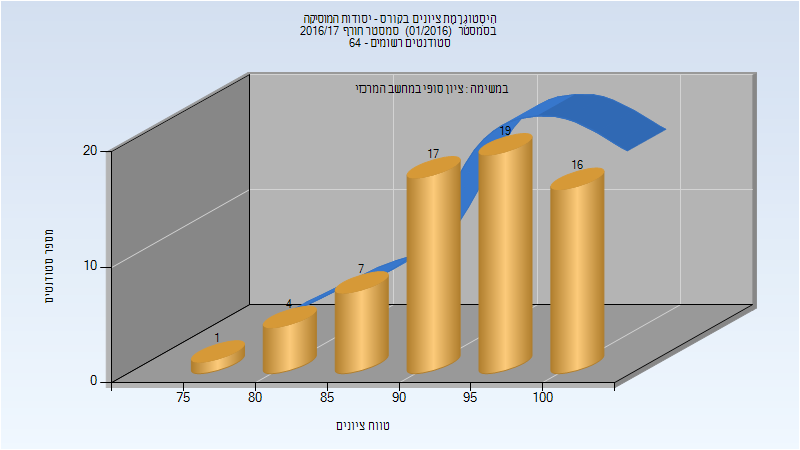 היסטוגרמת ציונים בקורס - יסודות המוסיקה
בסמסטר (01/2016) סמסטר חורף 2016/17
סטודנטים רשומים - 64
במשימה : ציון סופי במחשב המרכזי
מספר סטודנטים
20
10
0
1
4
7
17
19
16
75
80
85
90
95
100
טווח ציונים